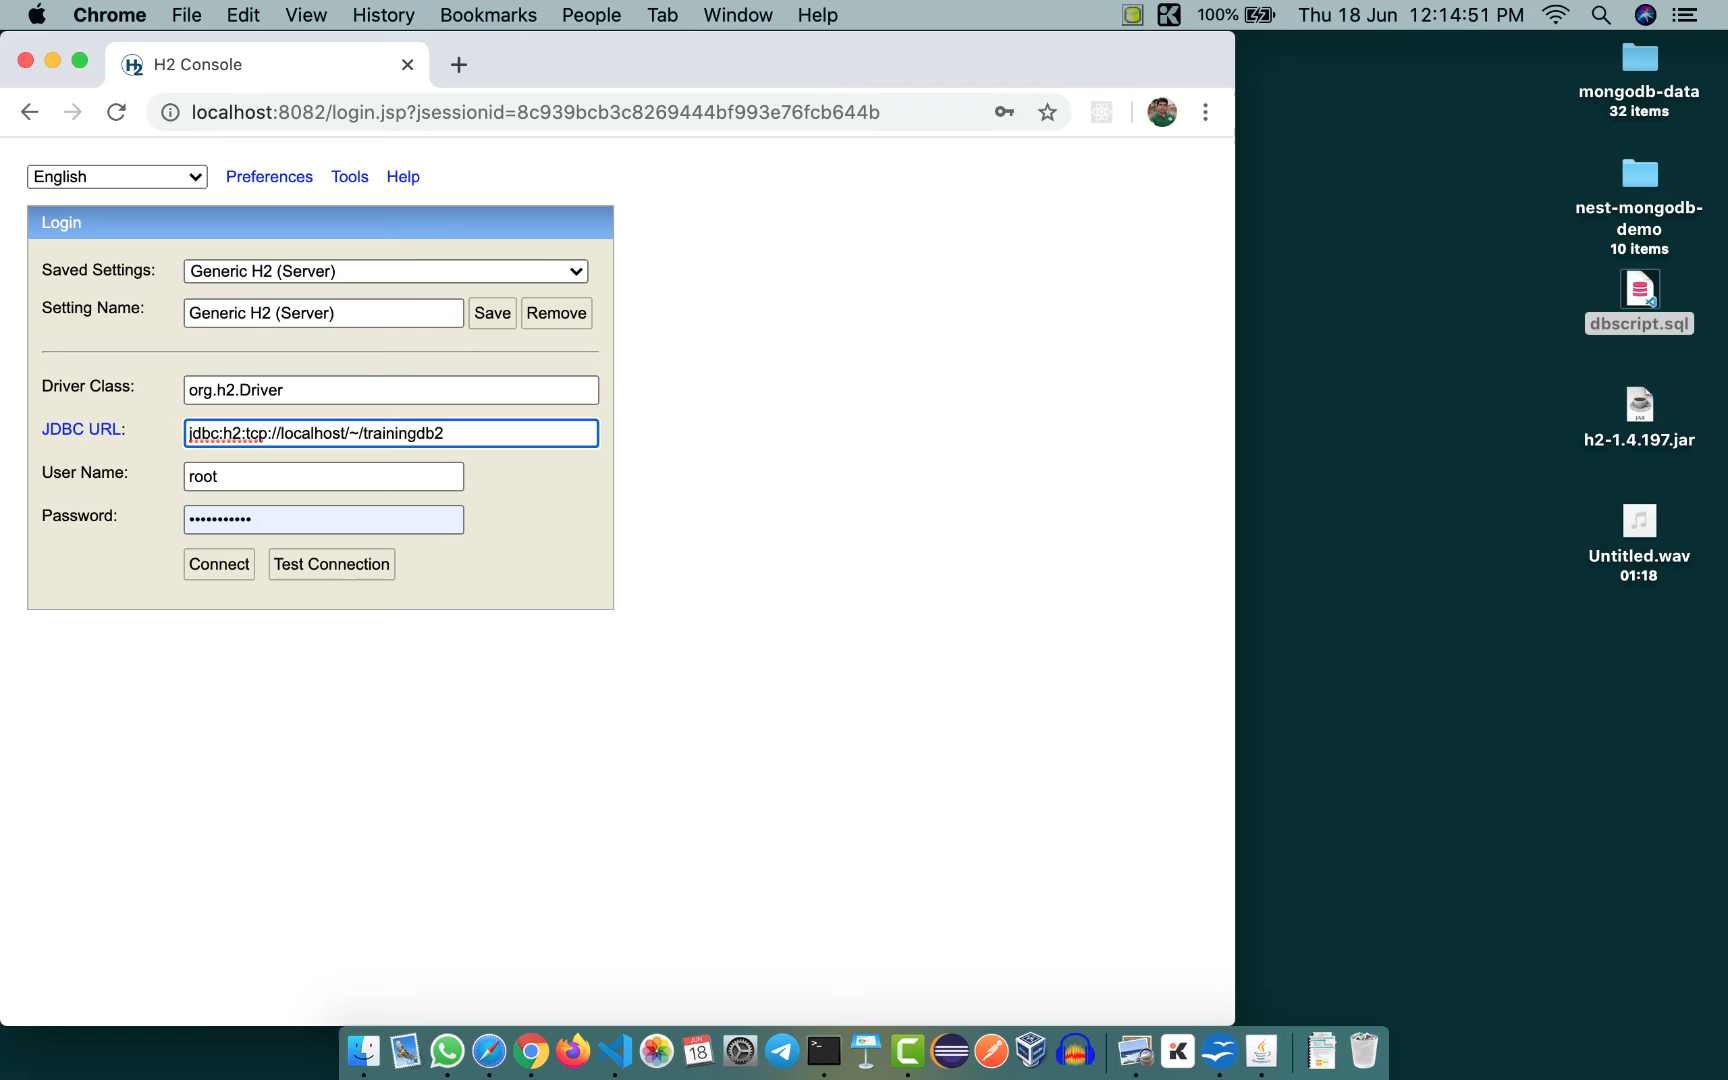 Chrome File Edit View History Bookmarks People Tab Window Help 100% Thu 18 Jun 12:14:51 PM
H2 Console
localhost:8082/login.jsp?jsessionid=8c939bcb3c8269444bf993e76fcb644b
English Preferences Tools Help
Login
Saved Settings: Generic H2 (Server)
Setting Name: Generic H2 (Server) Save Remove
Driver Class: org.h2.Driver
JDBC URL: jdbc:h2:tcp://localhost/~/trainingdb2
User Name: root
Password: •••••••••••
Connect Test Connection
mongodb-data
32 items
nest-mongodb-
demo
10 items
dbscript.sql
JAR
h2-1.4.197.jar
Untitled.wav
01:18
JUN
18